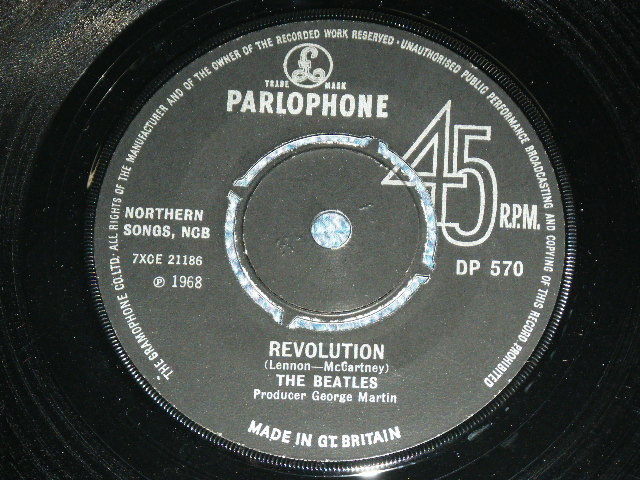 THE GRAMOPHONE CO.LTD. ALL RIGHTS OF THE MANUFACTURER AND OF THE OWNER OF THE RECORDED WORK RESERVED · UNAUTHORISED PUBLIC PERFORMANCE BROADCASTING AND COPYING OF THIS RECORD PROHIBITED
£
TRADE MARK
PARLOPHONE
45
R.P.M.
NORTHERN
SONGS, NCB
7XCE 21186
℗ 1968
DP 570
REVOLUTION
(Lennon—McCartney)
THE BEATLES
Producer George Martin
MADE IN GT. BRITAIN